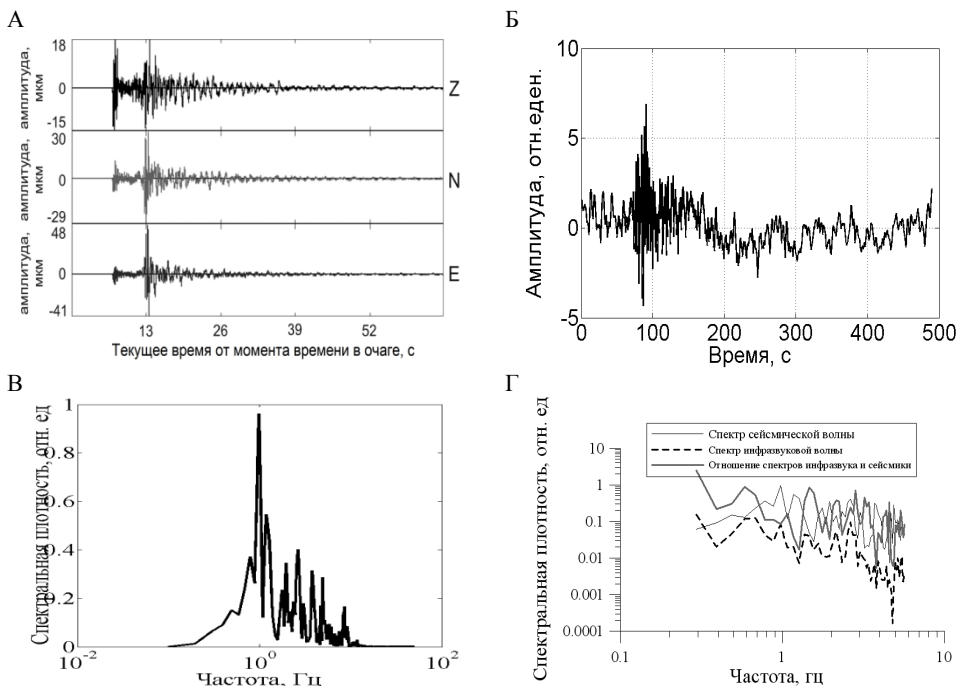 А
амплитуда, мкм
18
0
-15
Z
амплитуда, мкм
30
0
-29
N
амплитуда, мкм
48
0
-41
E
13 26 39 52
Текущее время от момента времени в очаге, с
Б
Амплитуда, отн.еден.
10
5
0
-5
0 100 200 300 400 500
Время, с
В
Спектральная плотность, отн. ед
1
0.8
0.6
0.4
0.2
0
10-2 100 102
Частота, Гц
Г
Спектральная плотность, отн. ед
Спектр сейсмической волны
Спектр инфразвуковой волны
Отношение спектров инфразвука и сейсмики
10
1
0.1
0.01
0.001
0.0001
0.1 1 10
Частота, гц